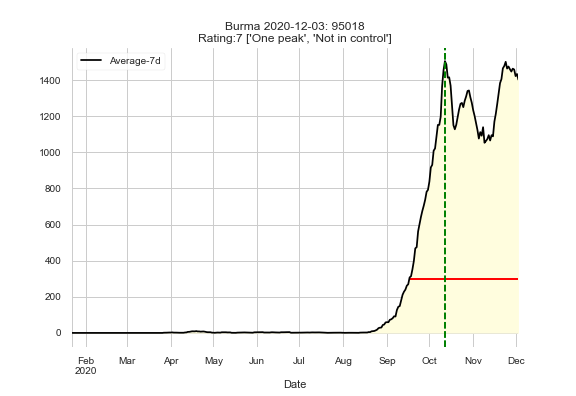 Burma 2020-12-03: 95018
Rating:7 ['One peak', 'Not in control']
Average-7d
1400
1200
1000
800
600
400
200
0
Feb Mar Apr May Jun Jul Aug Sep Oct Nov Dec
2020
Date